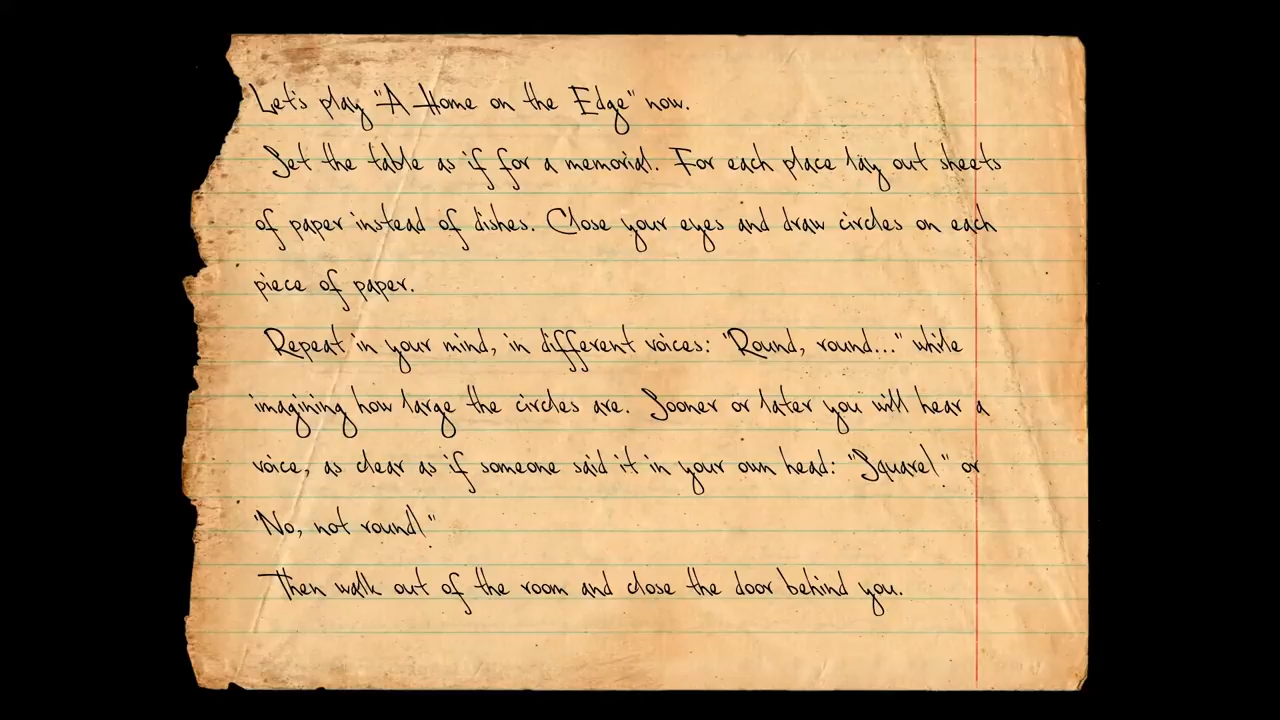 Let's play "A Home on the Edge" now.
Set the table as if for a memorial. For each place lay out sheets
of paper instead of dishes. Close your eyes and draw circles on each
piece of paper.
Repeat in your mind, in different voices: "Round, round..." while
imagining how large the circles are. Sooner or later you will hear a
voice, as clear as if someone said it in your own head: "Square!" or
"No, not round!"
Then walk out of the room and close the door behind you.